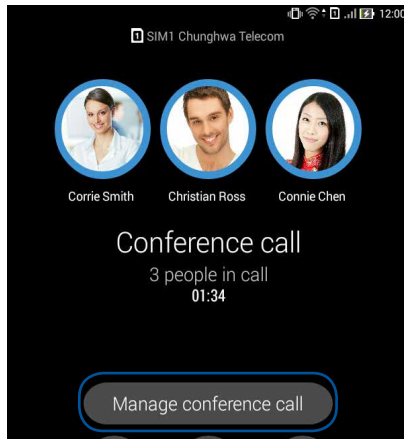 1 12:00
1 SIM1 Chunghwa Telecom
Corrie Smith Christian Ross Connie Chen
Conference call
3 people in call
01:34
Manage conference call